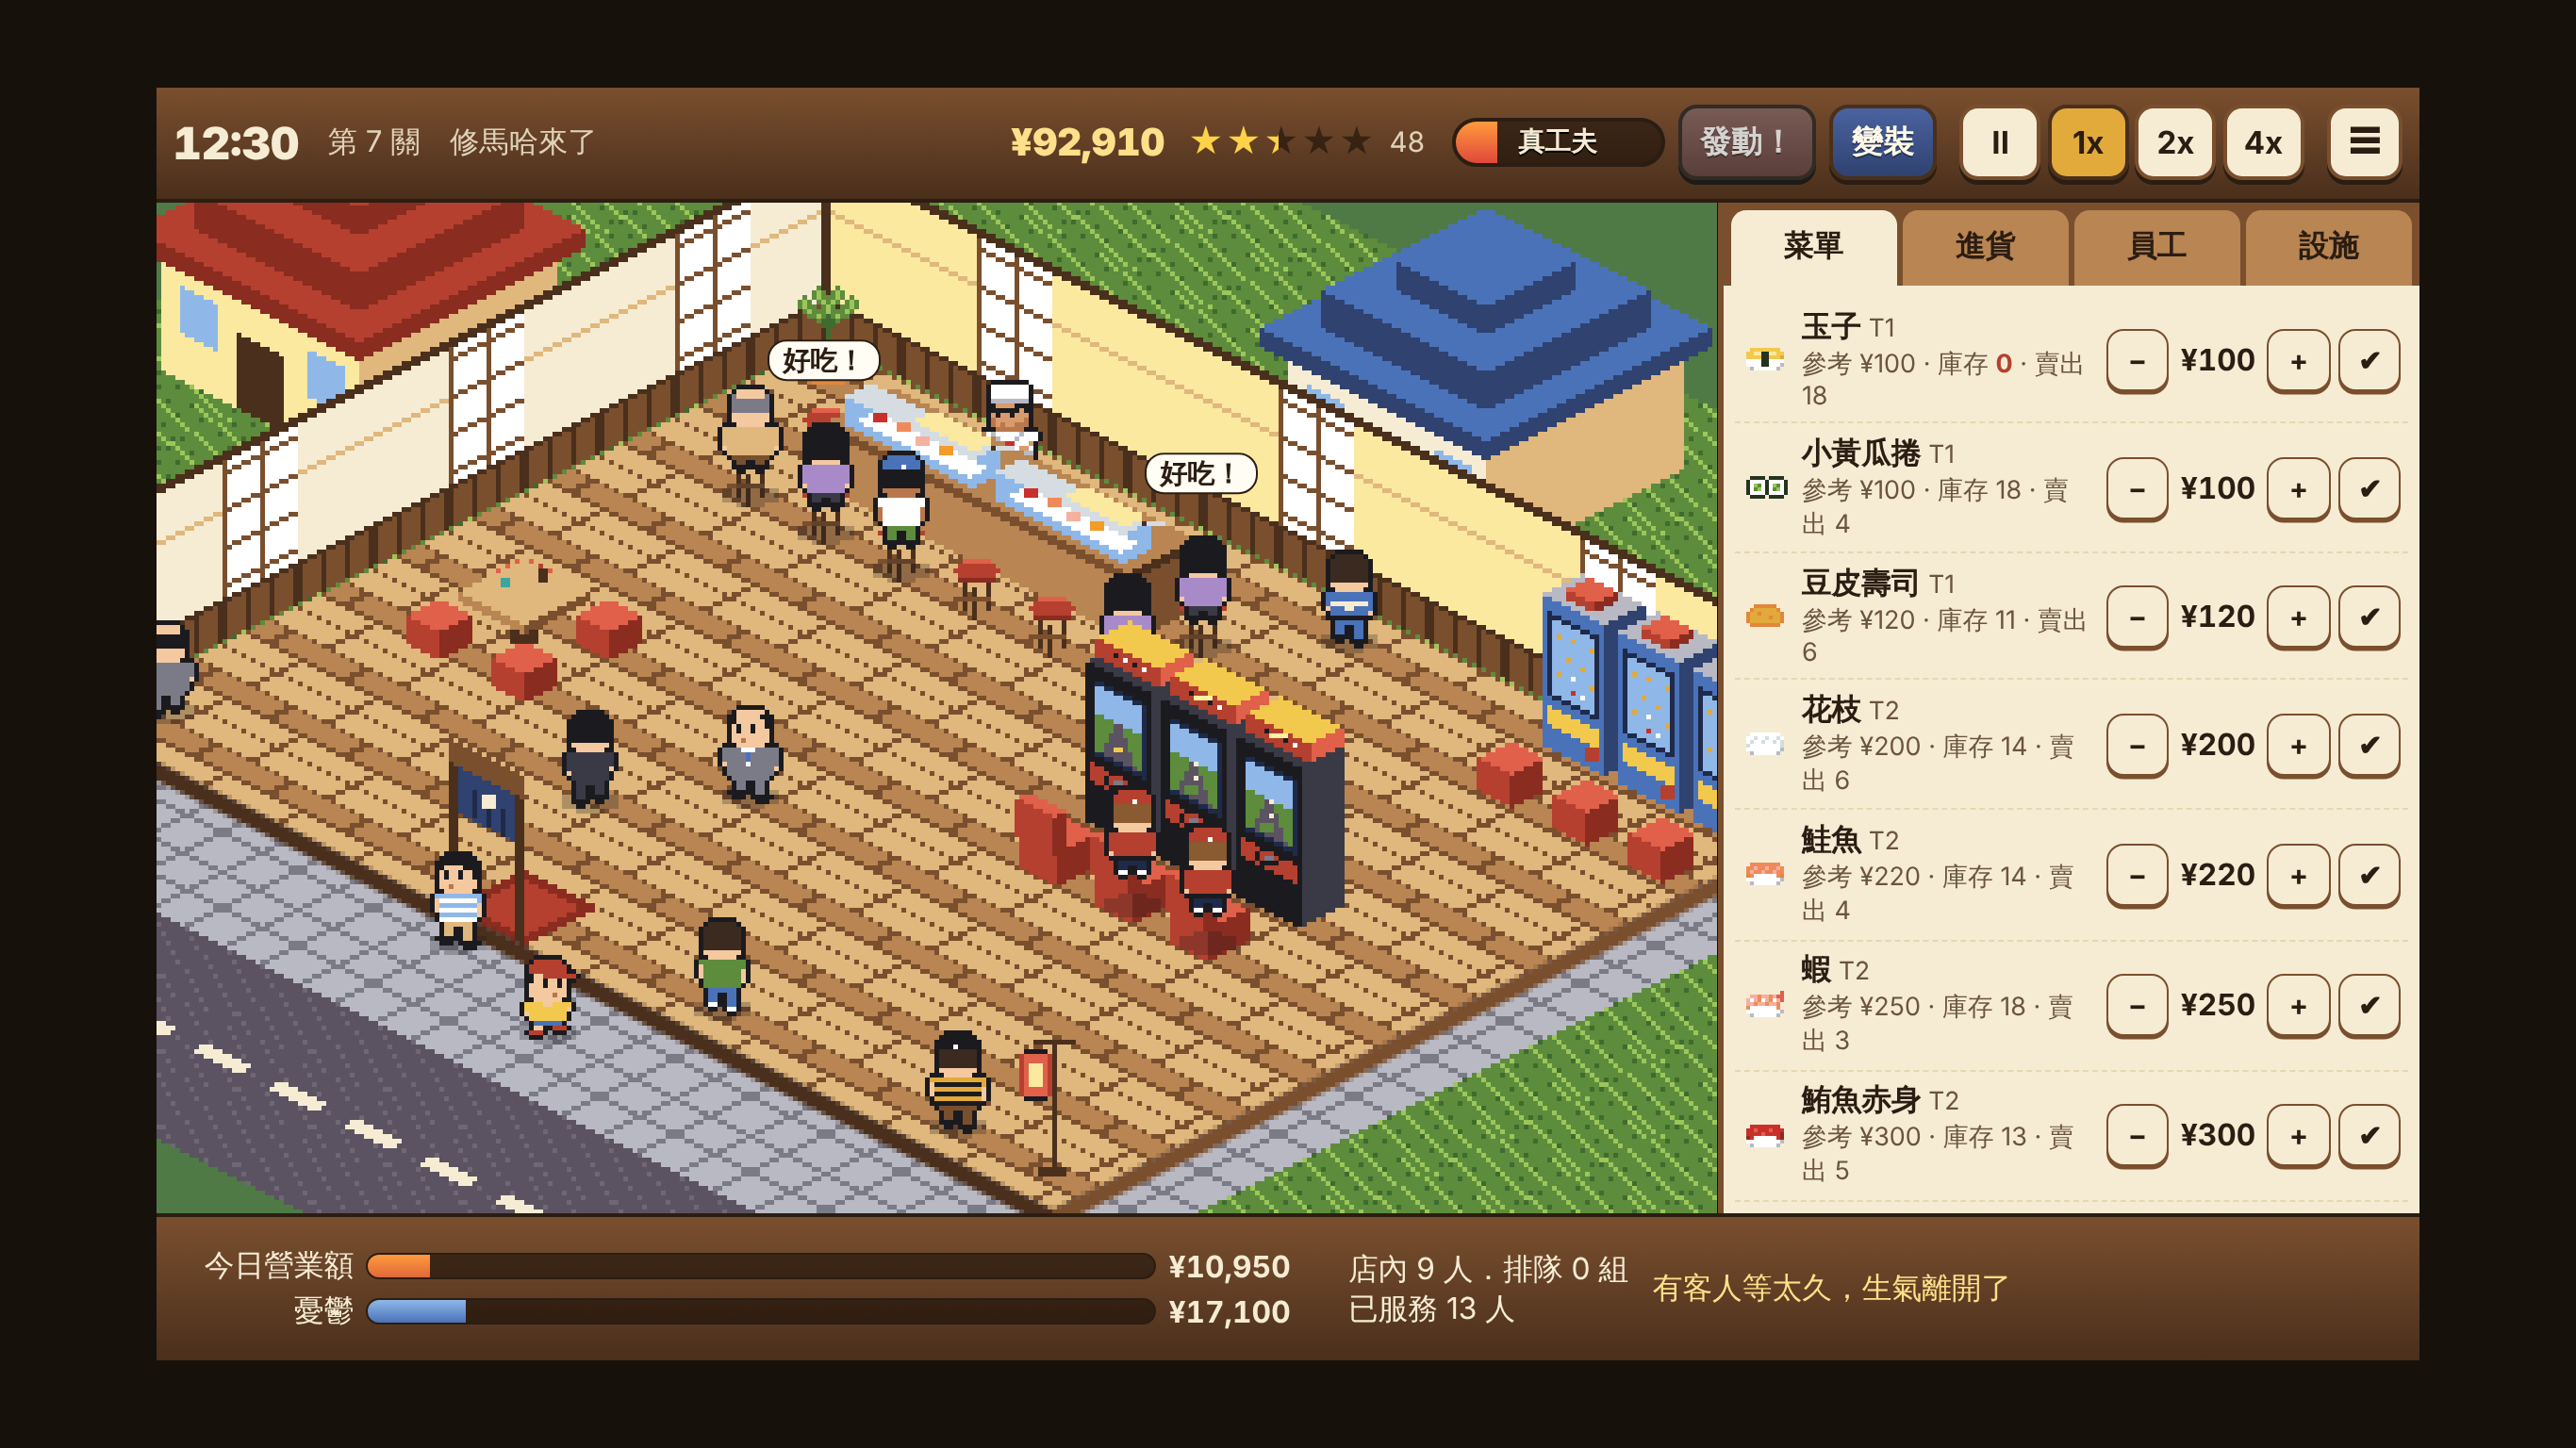 12:30 第 7 關 修馬哈來了 ¥92,910 48 真工夫 發動！ 變裝 II 1x 2x 4x
菜單 進貨 員工 設施
好吃！
好吃！
玉子 T1
參考 ¥100 · 庫存 0 · 賣出
18
− ¥100 + ✔
小黃瓜捲 T1
參考 ¥100 · 庫存 18 · 賣
出 4
− ¥100 + ✔
豆皮壽司 T1
參考 ¥120 · 庫存 11 · 賣出
6
− ¥120 + ✔
花枝 T2
參考 ¥200 · 庫存 14 · 賣
出 6
− ¥200 + ✔
鮭魚 T2
參考 ¥220 · 庫存 14 · 賣
出 4
− ¥220 + ✔
蝦 T2
參考 ¥250 · 庫存 18 · 賣
出 3
− ¥250 + ✔
鮪魚赤身 T2
參考 ¥300 · 庫存 13 · 賣
出 5
− ¥300 + ✔
今日營業額 ¥10,950
憂鬱 ¥17,100
店內 9 人．排隊 0 組
已服務 13 人
有客人等太久，生氣離開了